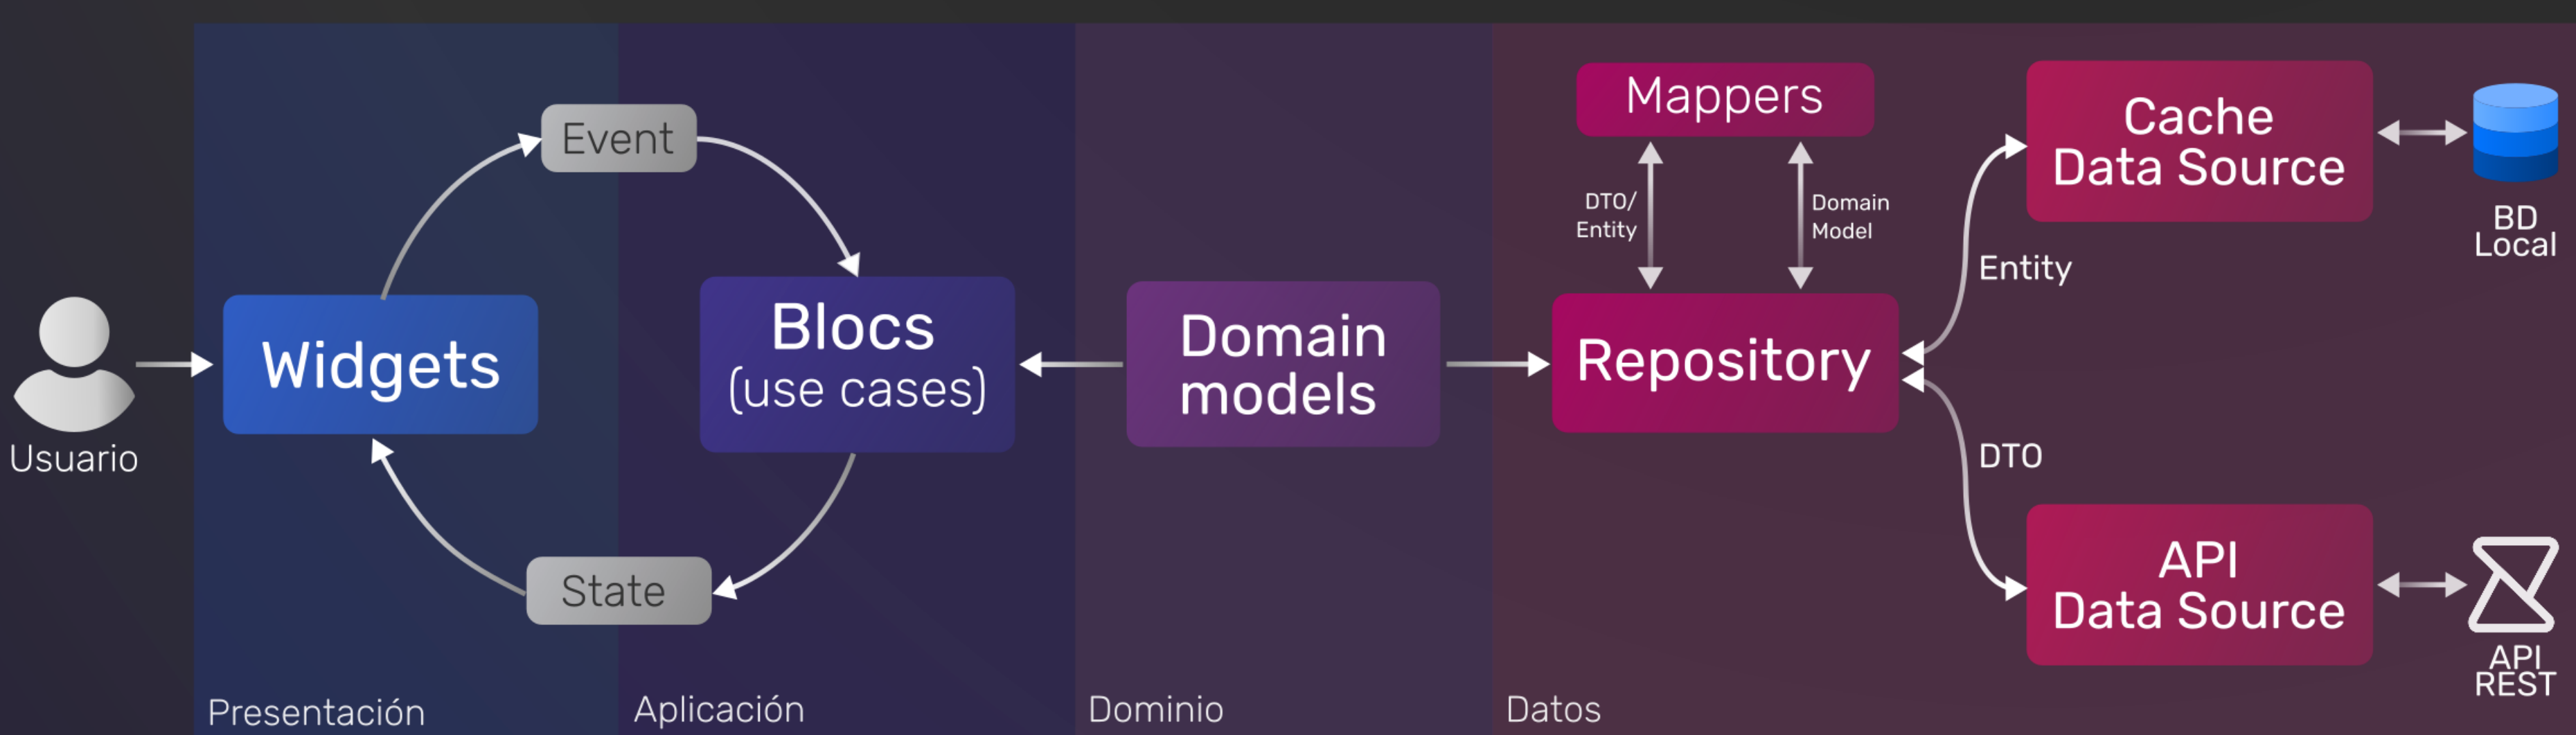 Usuario
Widgets
Presentación
Event
State
Blocs
(use cases)
Aplicación
Domain
models
Dominio
Mappers
DTO/
Entity
Domain
Model
Repository
Datos
Entity
DTO
Cache
Data Source
BD
Local
API
Data Source
API
REST